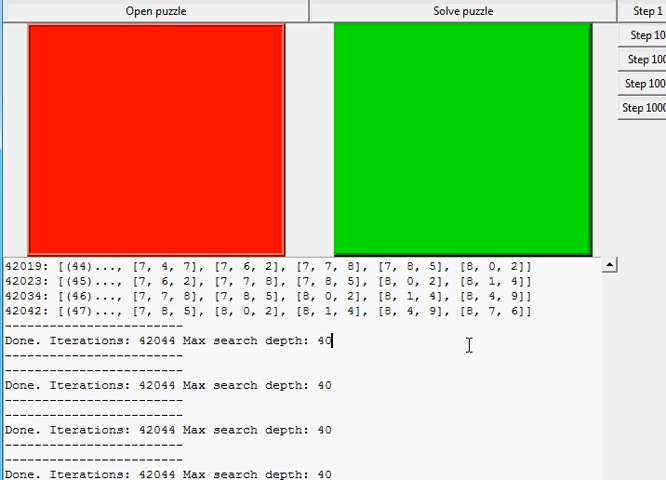 Open puzzle
Solve puzzle
Step 1
Step 10
Step 100
Step 100
Step 1000
42019: [(44)..., [7, 4, 7], [7, 6, 2], [7, 7, 8], [7, 8, 5], [8, 0, 2]]
42023: [(45)..., [7, 6, 2], [7, 7, 8], [7, 8, 5], [8, 0, 2], [8, 1, 4]]
42034: [(46)..., [7, 7, 8], [7, 8, 5], [8, 0, 2], [8, 1, 4], [8, 4, 9]]
42042: [(47)..., [7, 8, 5], [8, 0, 2], [8, 1, 4], [8, 4, 9], [8, 7, 6]]
------------------------
Done. Iterations: 42044 Max search depth: 40
------------------------
------------------------
Done. Iterations: 42044 Max search depth: 40
------------------------
------------------------
Done. Iterations: 42044 Max search depth: 40
------------------------
------------------------
Done. Iterations: 42044 Max search depth: 40